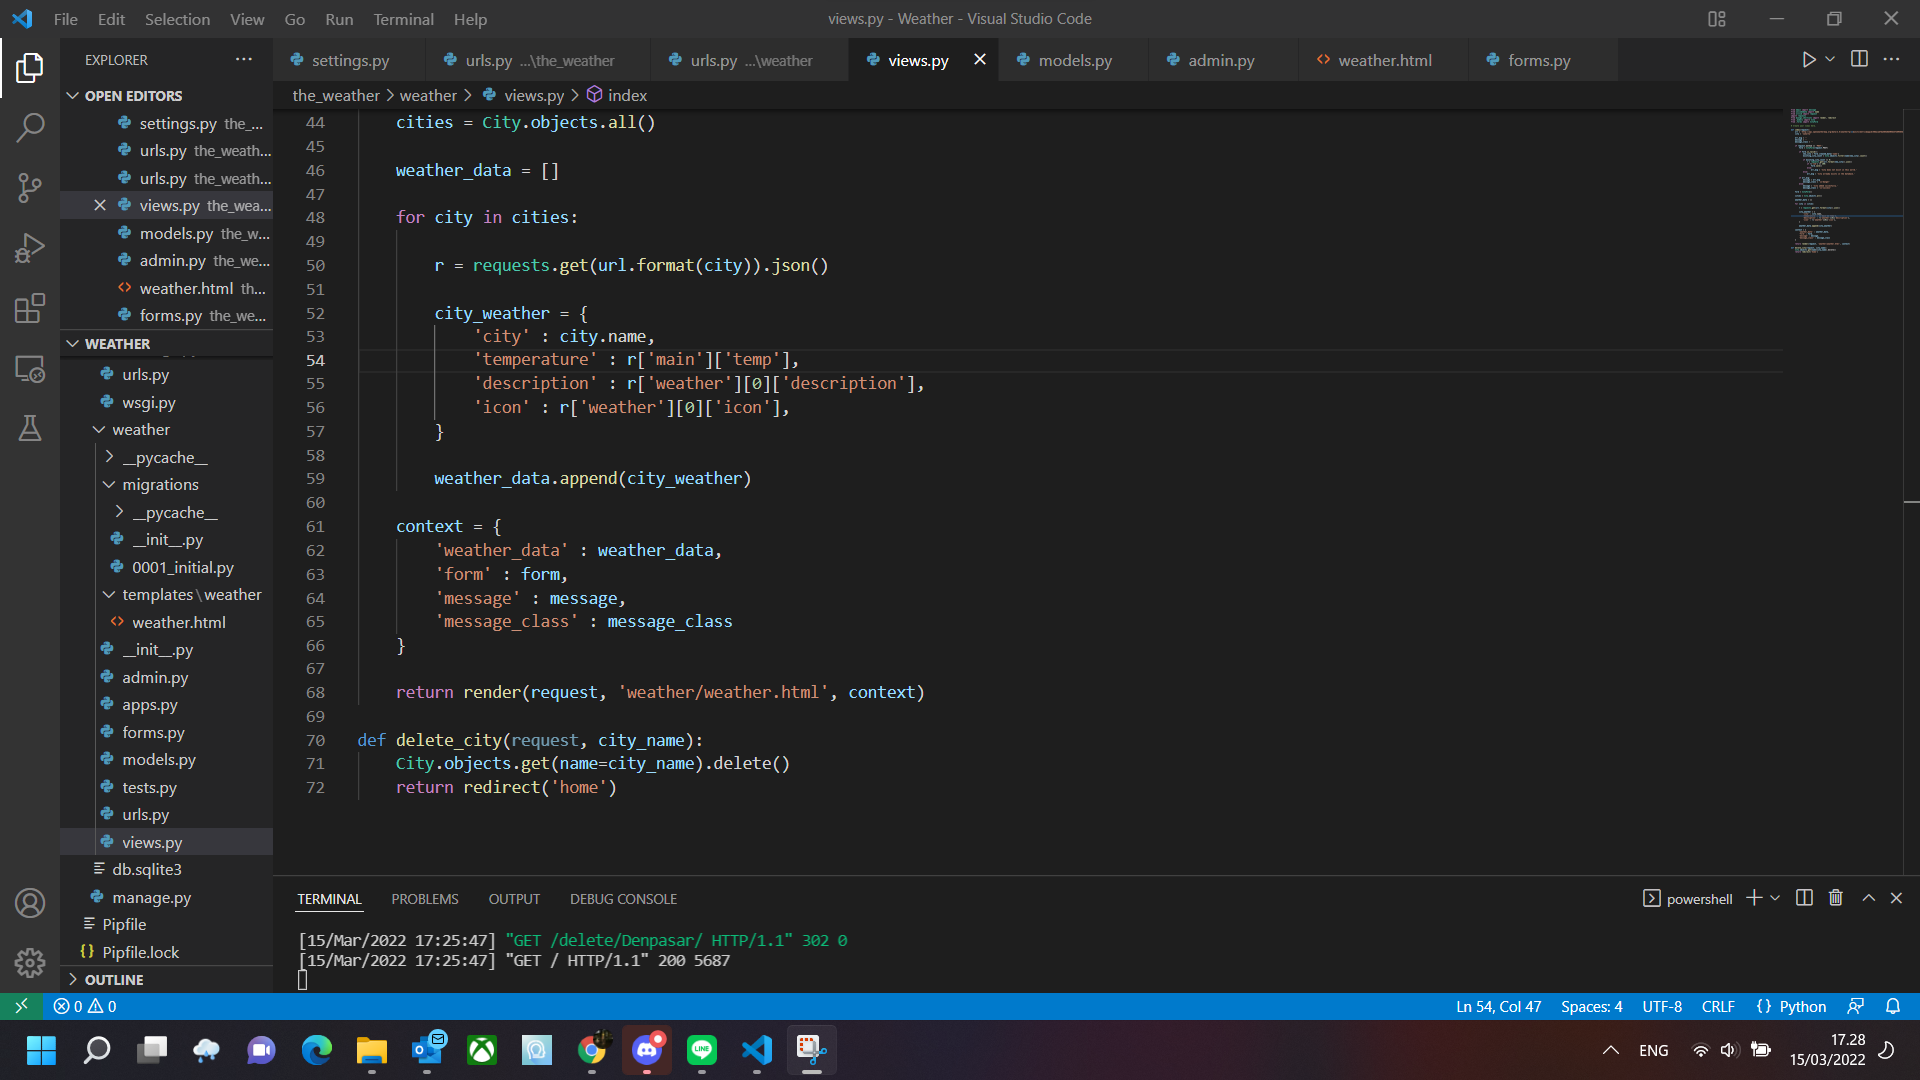 File Edit Selection View Go Run Terminal Help
views.py - Weather - Visual Studio Code
EXPLORER
settings.py
urls.py ...\the_weather
urls.py ...\weather
views.py
models.py
admin.py
weather.html
forms.py
OPEN EDITORS
settings.py the_...
urls.py the_weath...
urls.py the_weath...
views.py the_wea...
models.py the_w...
admin.py the_we...
weather.html th...
forms.py the_we...
WEATHER
urls.py
wsgi.py
weather
__pycache__
migrations
__pycache__
__init__.py
0001_initial.py
templates\weather
weather.html
__init__.py
admin.py
apps.py
forms.py
models.py
tests.py
urls.py
views.py
db.sqlite3
manage.py
Pipfile
Pipfile.lock
OUTLINE
the_weather > weather > views.py > index
44 cities = City.objects.all()
45
46 weather_data = []
47
48 for city in cities:
49
50 r = requests.get(url.format(city)).json()
51
52 city_weather = {
53 'city' : city.name,
54 'temperature' : r['main']['temp'],
55 'description' : r['weather'][0]['description'],
56 'icon' : r['weather'][0]['icon'],
57 }
58
59 weather_data.append(city_weather)
60
61 context = {
62 'weather_data' : weather_data,
63 'form' : form,
64 'message' : message,
65 'message_class' : message_class
66 }
67
68 return render(request, 'weather/weather.html', context)
69
70 def delete_city(request, city_name):
71 City.objects.get(name=city_name).delete()
72 return redirect('home')
TERMINAL PROBLEMS OUTPUT DEBUG CONSOLE
powershell
[15/Mar/2022 17:25:47] "GET /delete/Denpasar/ HTTP/1.1" 302 0
[15/Mar/2022 17:25:47] "GET / HTTP/1.1" 200 5687
0 0
Ln 54, Col 47 Spaces: 4 UTF-8 CRLF {} Python
LINE
ENG
17.28
15/03/2022